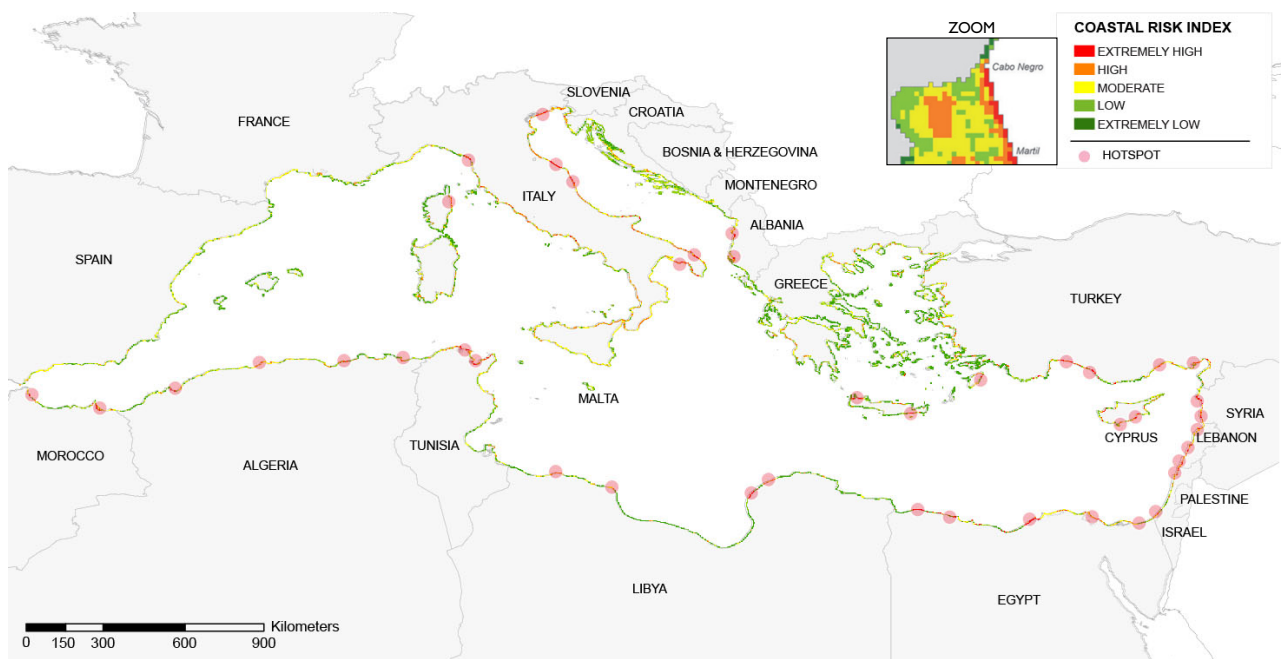 ZOOM
Cabo Negro
Martil
COASTAL RISK INDEX
EXTREMELY HIGH
HIGH
MODERATE
LOW
EXTREMELY LOW
HOTSPOT
SLOVENIA
CROATIA
FRANCE
BOSNIA & HERZEGOVINA
MONTENEGRO
ITALY
ALBANIA
SPAIN
GREECE
TURKEY
MALTA
SYRIA
CYPRUS
LEBANON
TUNISIA
MOROCCO
ALGERIA
PALESTINE
ISRAEL
LIBYA
EGYPT
Kilometers
0 150 300 600 900